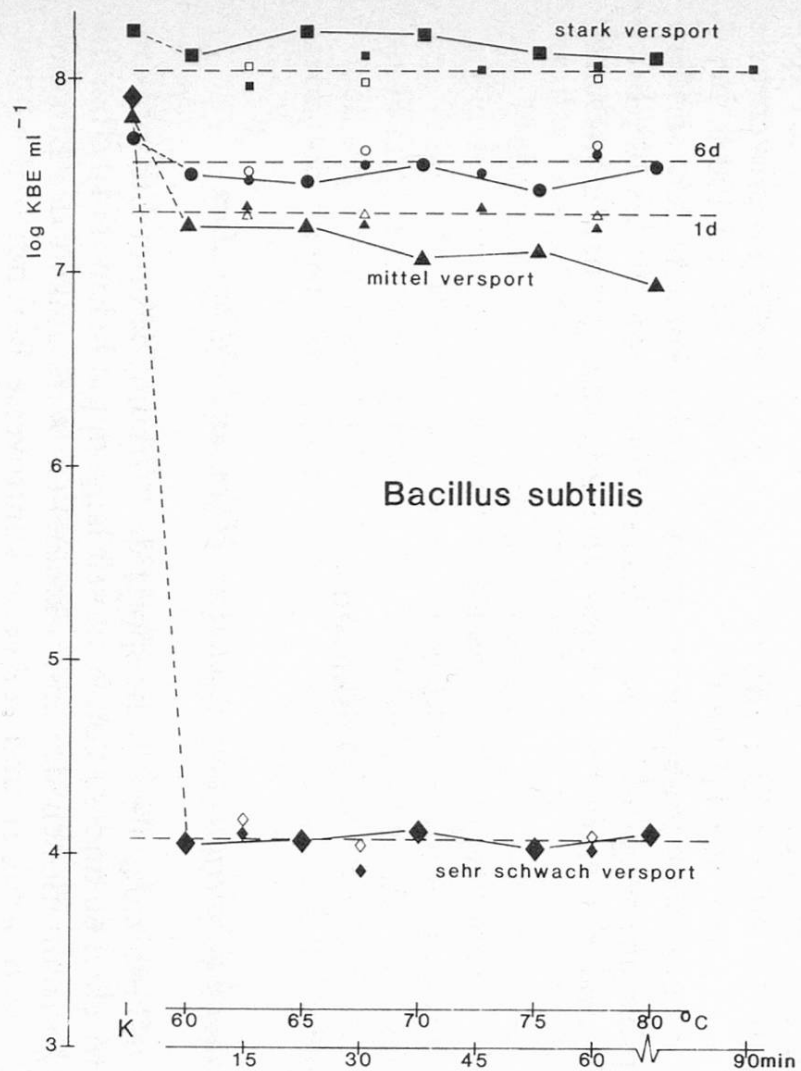 stark versport
8
6d
log KBE ml⁻¹
1d
7
mittel versport
6
Bacillus subtilis
5
4
sehr schwach versport
K
60 65 70 75 80 °C
3
15 30 45 60 90min